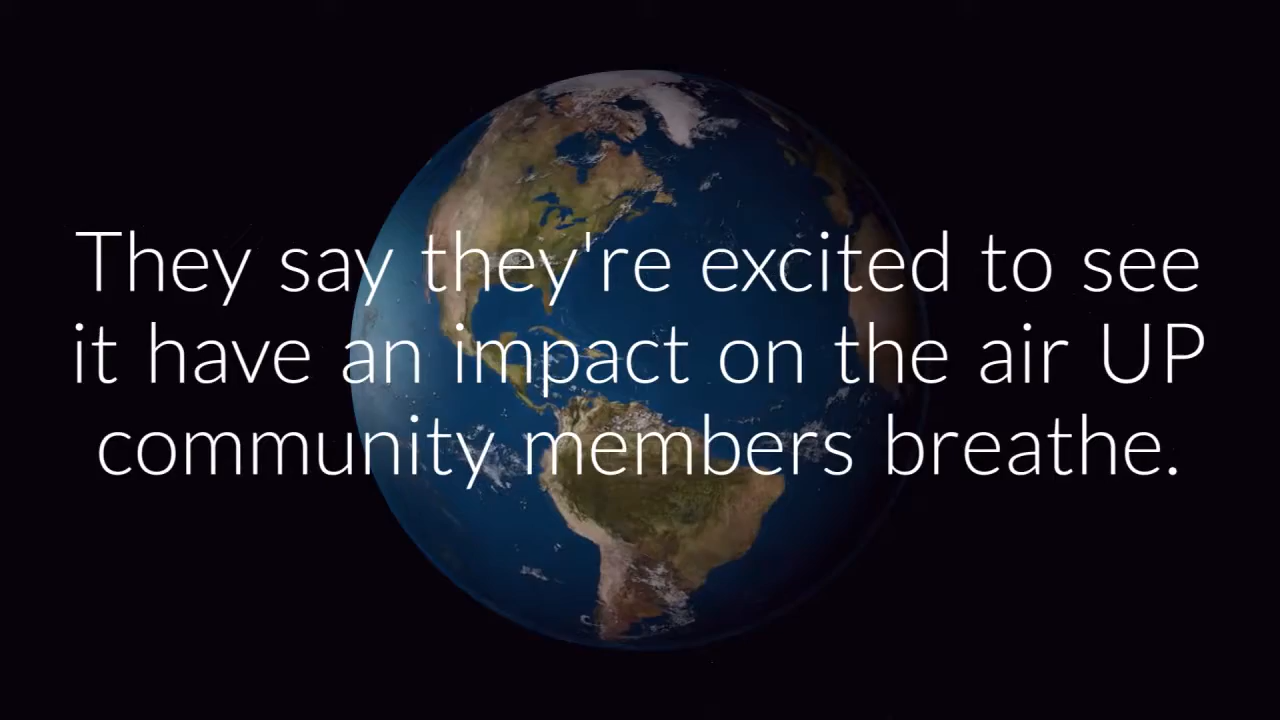 They say they're excited to see
it have an impact on the air UP
community members breathe.